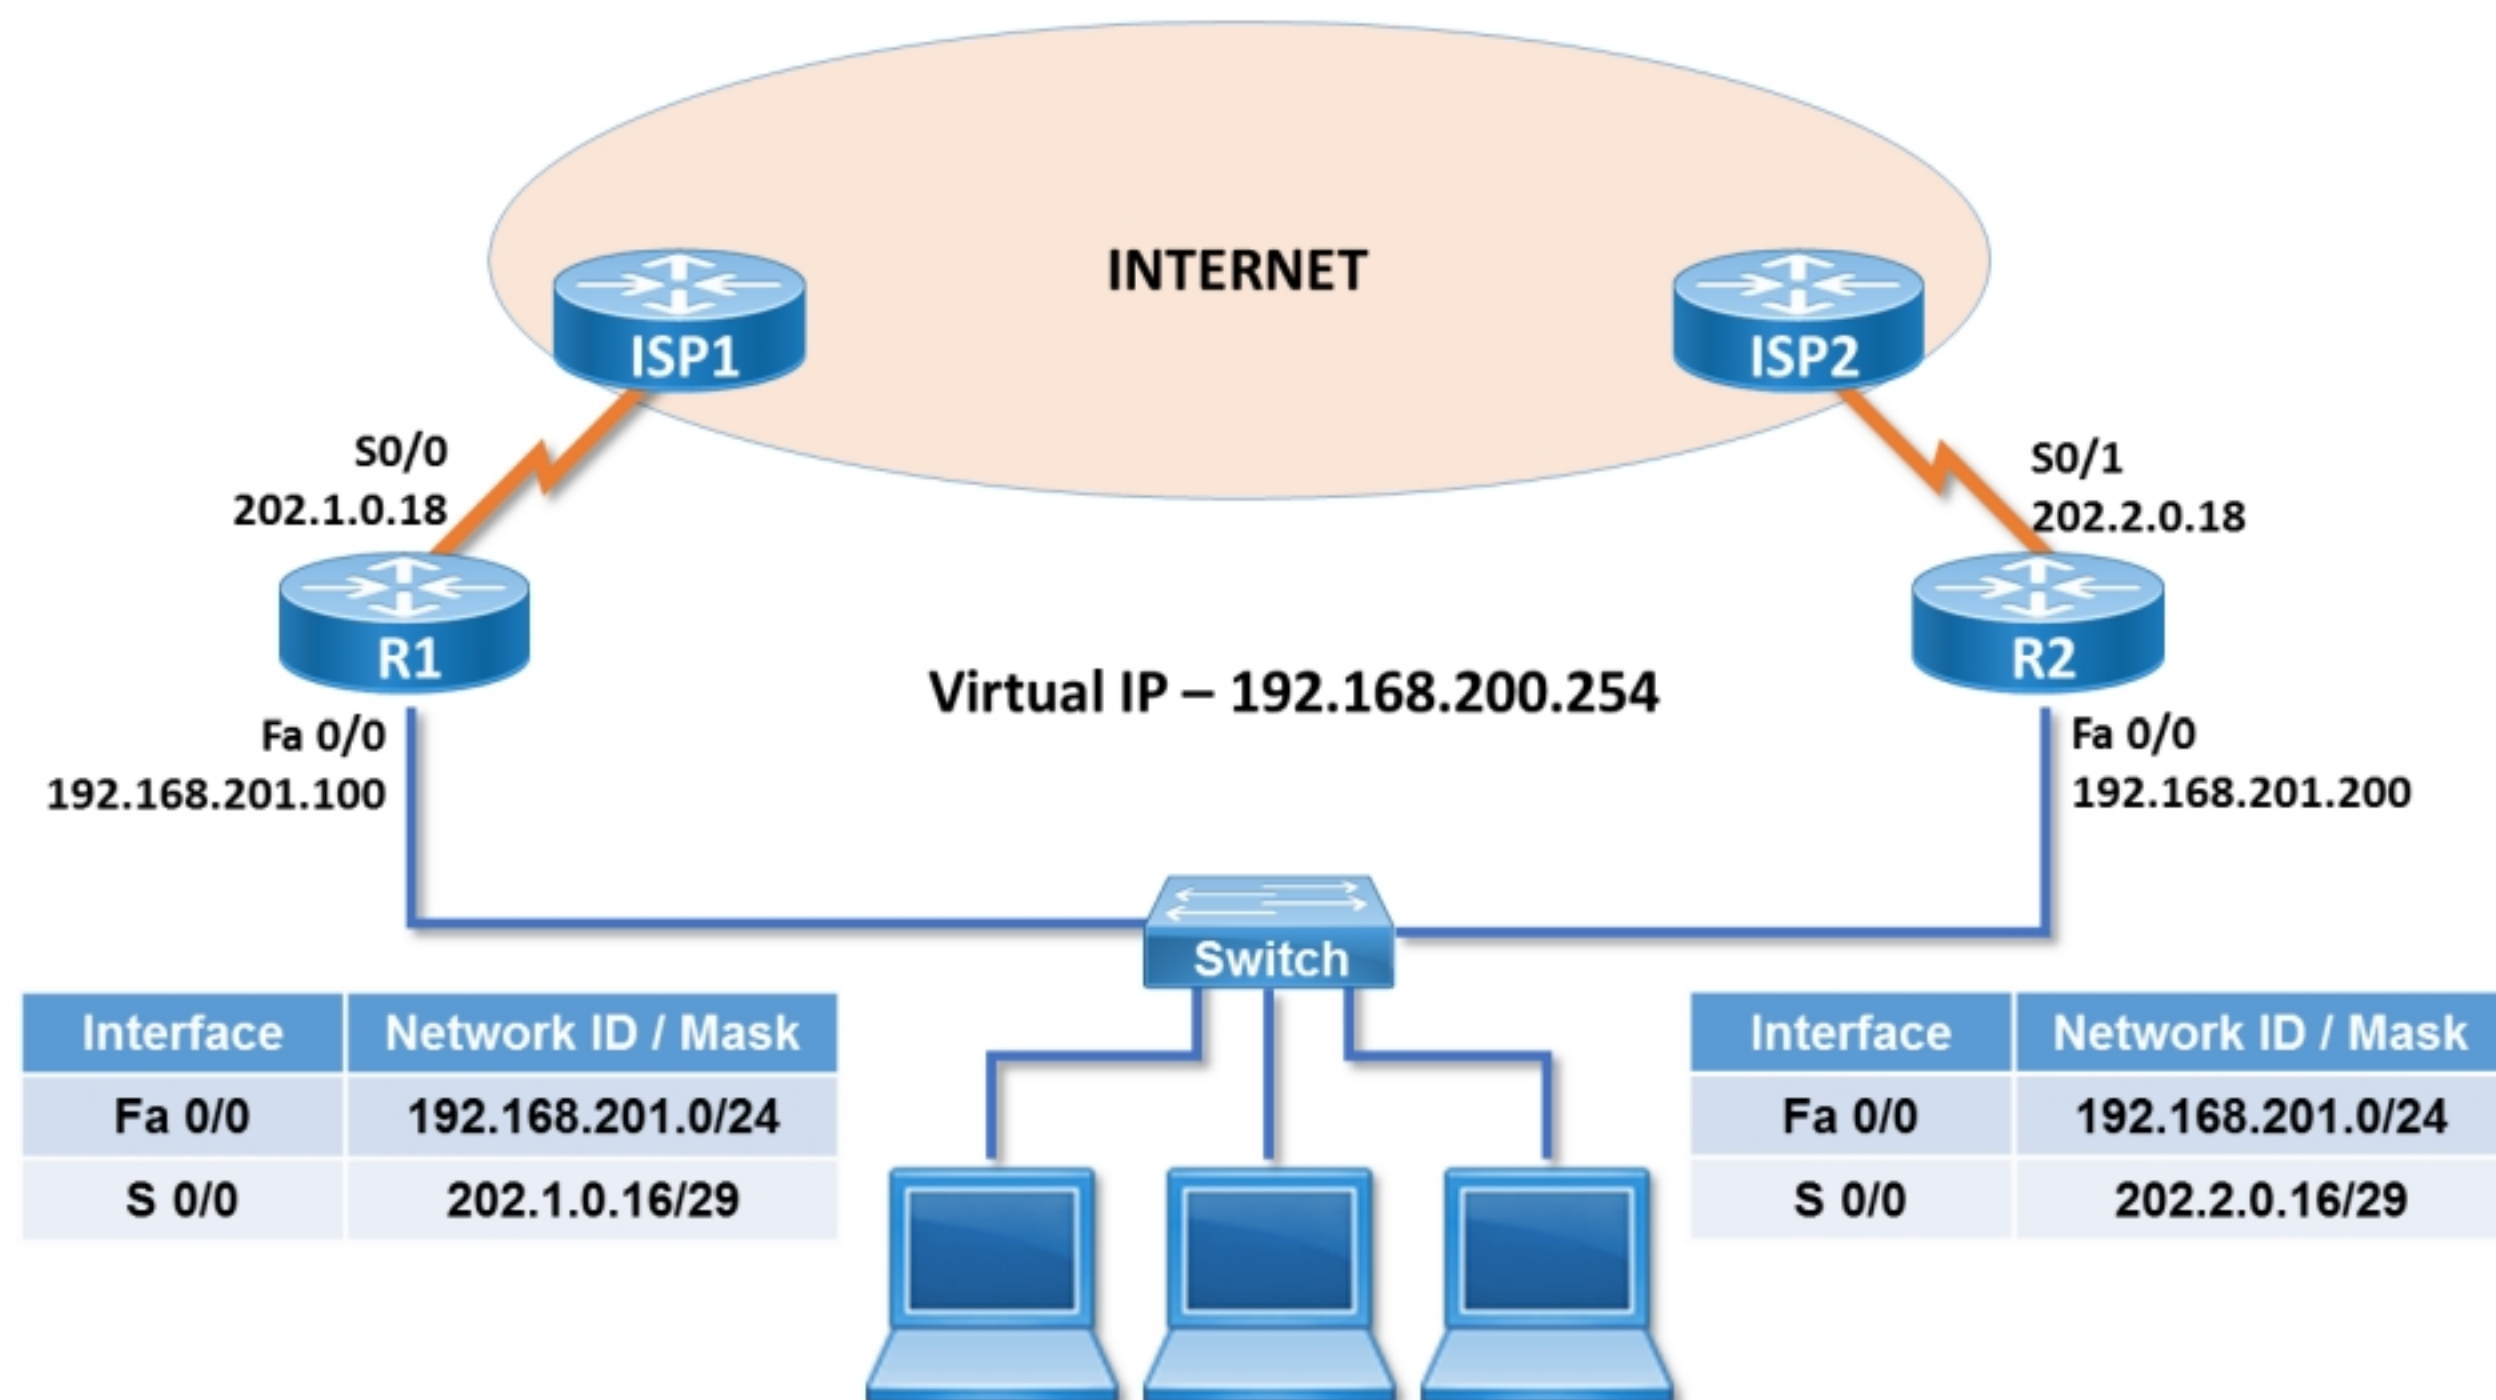 INTERNET
ISP1
ISP2
S0/0
202.1.0.18
S0/1
202.2.0.18
R1
R2
Virtual IP – 192.168.200.254
Fa 0/0
192.168.201.100
Fa 0/0
192.168.201.200
Switch
Interface Network ID / Mask
Fa 0/0 192.168.201.0/24
S 0/0 202.1.0.16/29
Interface Network ID / Mask
Fa 0/0 192.168.201.0/24
S 0/0 202.2.0.16/29